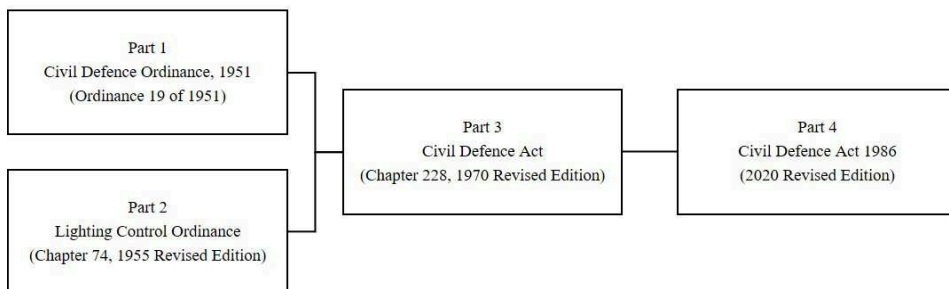 Part 1
Civil Defence Ordinance, 1951
(Ordinance 19 of 1951)
Part 2
Lighting Control Ordinance
(Chapter 74, 1955 Revised Edition)
Part 3
Civil Defence Act
(Chapter 228, 1970 Revised Edition)
Part 4
Civil Defence Act 1986
(2020 Revised Edition)